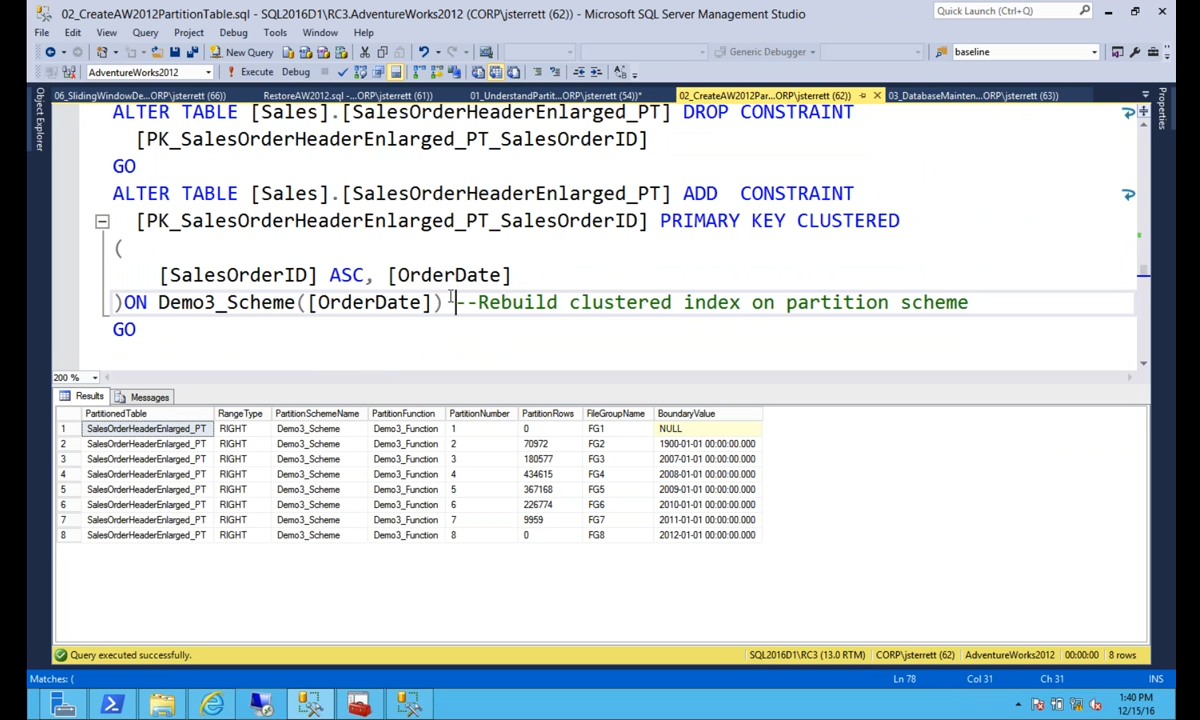 02_CreateAW2012PartitionTable.sql - SQL2016D1\RC3.AdventureWorks2012 (CORP\jsterrett (62)) - Microsoft SQL Server Management Studio
Quick Launch (Ctrl+Q)
File Edit View Query Project Debug Tools Window Help
New Query Generic Debugger baseline
AdventureWorks2012 Execute Debug
06_SlidingWindowDe...ORP\jsterrett (66)) RestoreAW2012.sql -...ORP\jsterrett (61)) 01_UnderstandPartit...ORP\jsterrett (54))* 02_CreateAW2012Par...ORP\jsterrett (62)) 03_DatabaseMainten...ORP\jsterrett (63))
Object Explorer
Properties
ALTER TABLE [Sales].[SalesOrderHeaderEnlarged_PT] DROP CONSTRAINT
[PK_SalesOrderHeaderEnlarged_PT_SalesOrderID]
GO
ALTER TABLE [Sales].[SalesOrderHeaderEnlarged_PT] ADD CONSTRAINT
[PK_SalesOrderHeaderEnlarged_PT_SalesOrderID] PRIMARY KEY CLUSTERED
(
[SalesOrderID] ASC, [OrderDate]
)ON Demo3_Scheme([OrderDate]) --Rebuild clustered index on partition scheme
GO
200 %
Results Messages
PartitionedTable RangeType PartitionSchemeName PartitionFunction PartitionNumber PartitionRows FileGroupName BoundaryValue
1 SalesOrderHeaderEnlarged_PT RIGHT Demo3_Scheme Demo3_Function 1 0 FG1 NULL
2 SalesOrderHeaderEnlarged_PT RIGHT Demo3_Scheme Demo3_Function 2 70972 FG2 1900-01-01 00:00:00.000
3 SalesOrderHeaderEnlarged_PT RIGHT Demo3_Scheme Demo3_Function 3 180577 FG3 2007-01-01 00:00:00.000
4 SalesOrderHeaderEnlarged_PT RIGHT Demo3_Scheme Demo3_Function 4 434615 FG4 2008-01-01 00:00:00.000
5 SalesOrderHeaderEnlarged_PT RIGHT Demo3_Scheme Demo3_Function 5 367168 FG5 2009-01-01 00:00:00.000
6 SalesOrderHeaderEnlarged_PT RIGHT Demo3_Scheme Demo3_Function 6 226774 FG6 2010-01-01 00:00:00.000
7 SalesOrderHeaderEnlarged_PT RIGHT Demo3_Scheme Demo3_Function 7 9959 FG7 2011-01-01 00:00:00.000
8 SalesOrderHeaderEnlarged_PT RIGHT Demo3_Scheme Demo3_Function 8 0 FG8 2012-01-01 00:00:00.000
Query executed successfully. SQL2016D1\RC3 (13.0 RTM) CORP\jsterrett (62) AdventureWorks2012 00:00:00 8 rows
Matches: ( Ln 78 Col 31 Ch 31 INS
1:40 PM
12/15/16